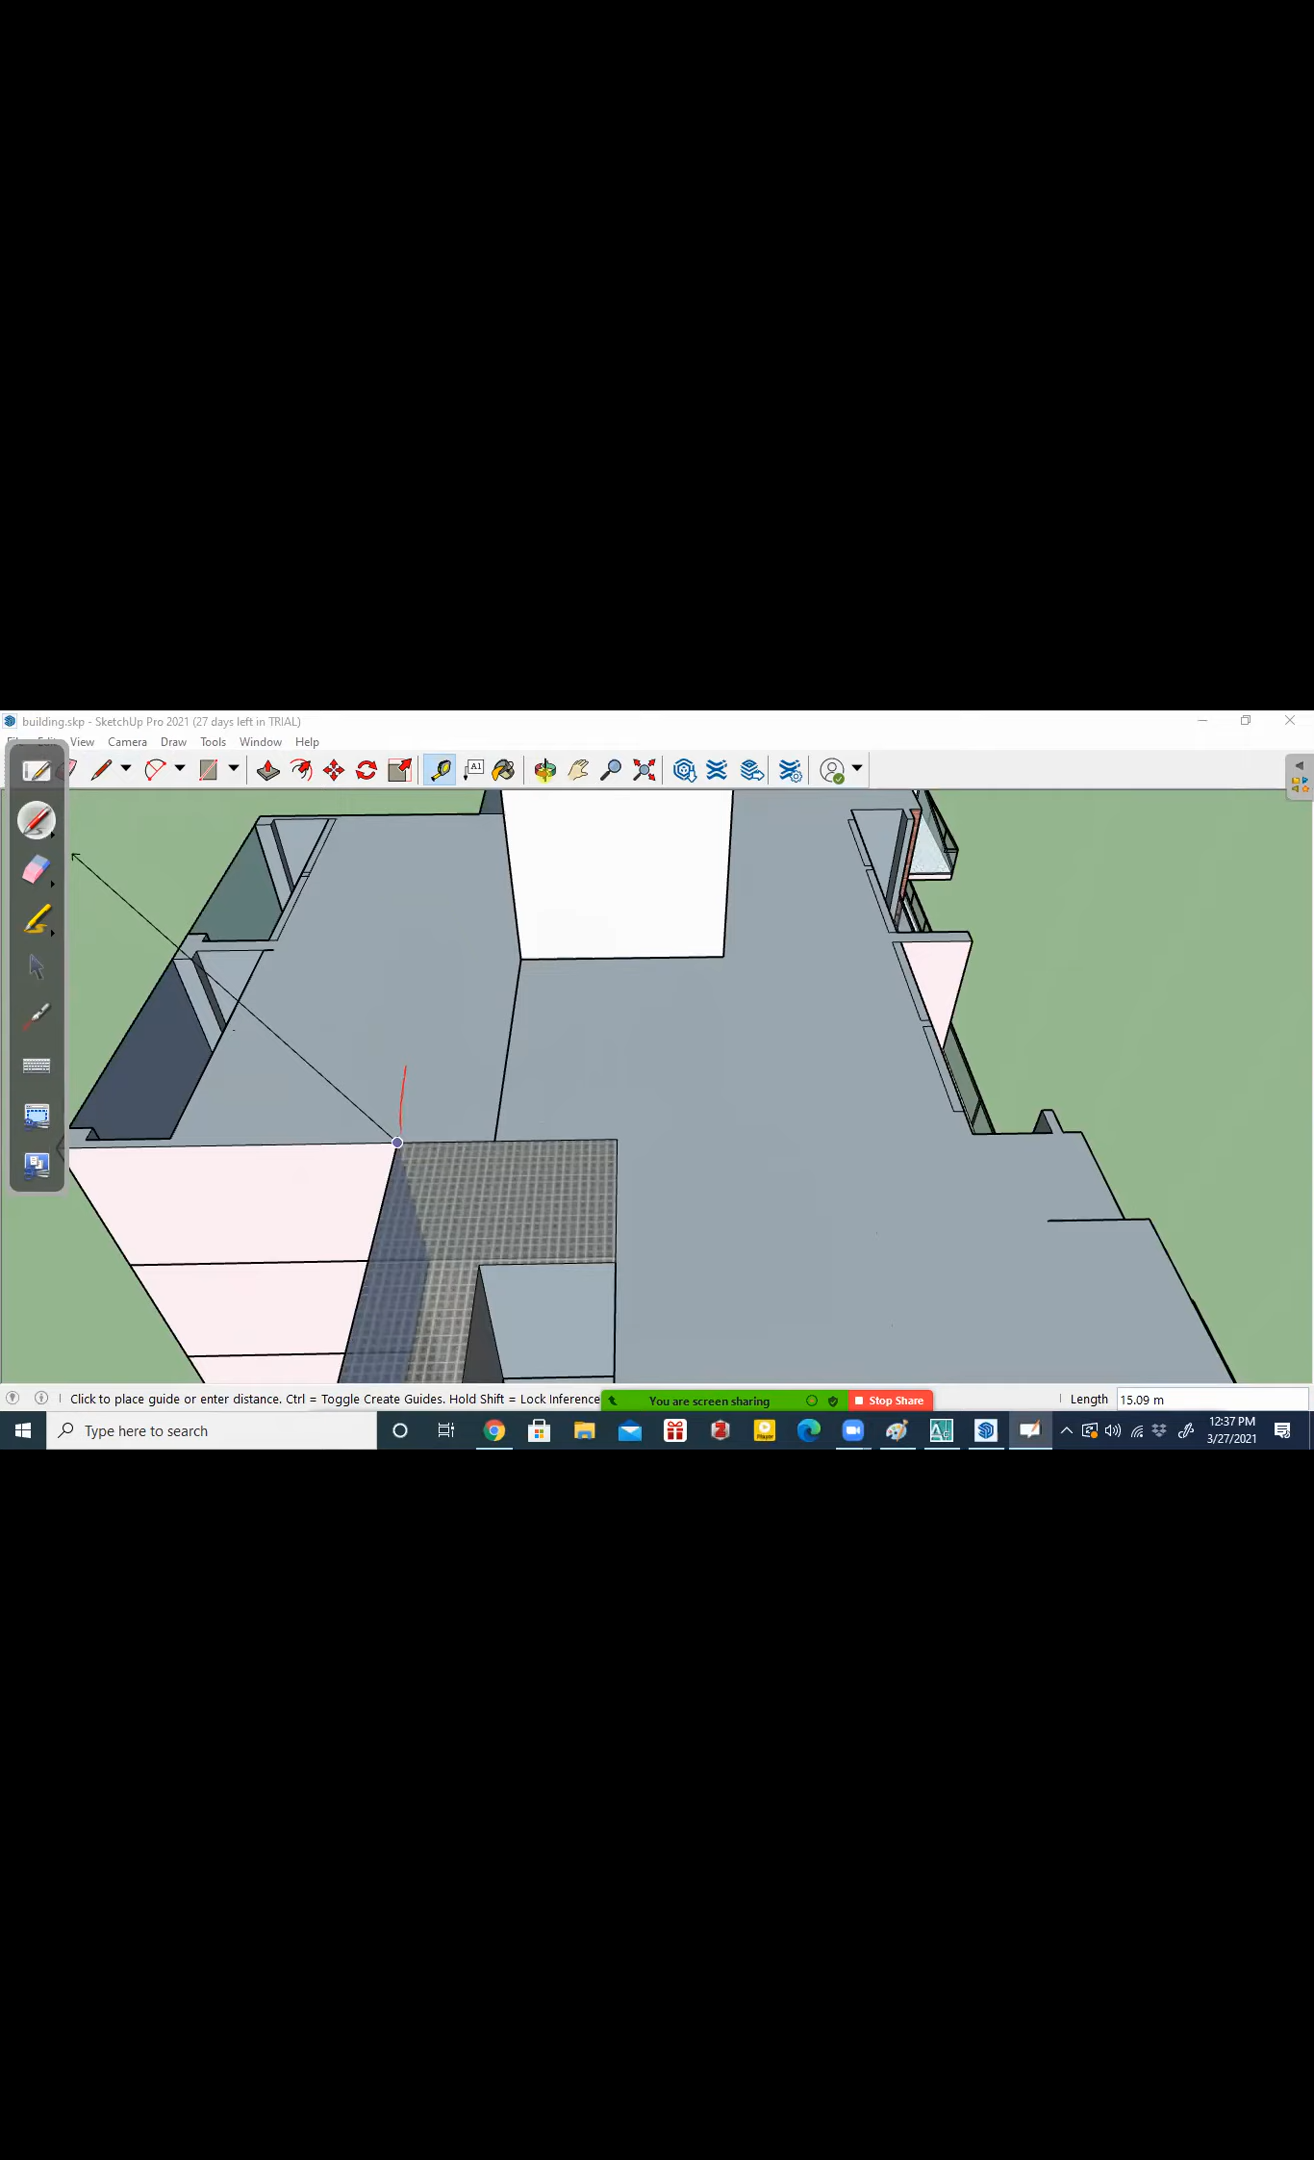 building.skp - SketchUp Pro 2021 (27 days left in TRIAL)
View Camera Draw Tools Window Help
A1
Click to place guide or enter distance. Ctrl = Toggle Create Guides. Hold Shift = Lock Inference
You are screen sharing
Stop Share
Length 15.09 m
Type here to search
12:37 PM
3/27/2021